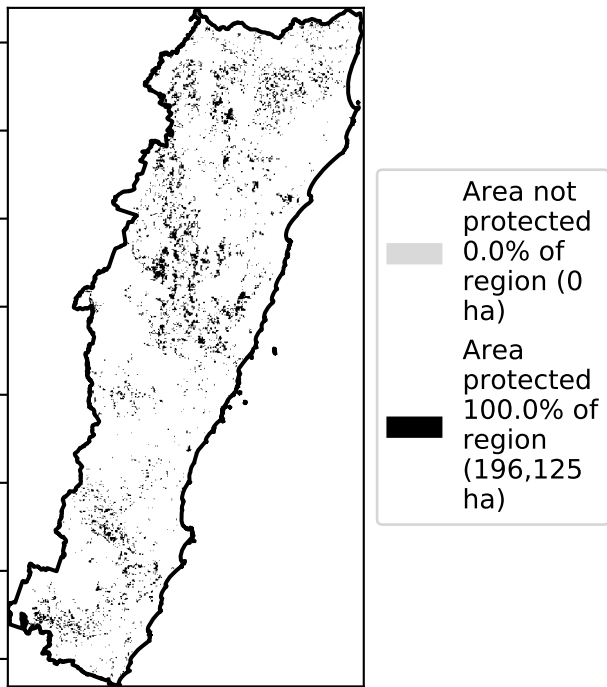 Area not
protected
0.0% of
region (0
ha)
Area
protected
100.0% of
region
(196,125
ha)